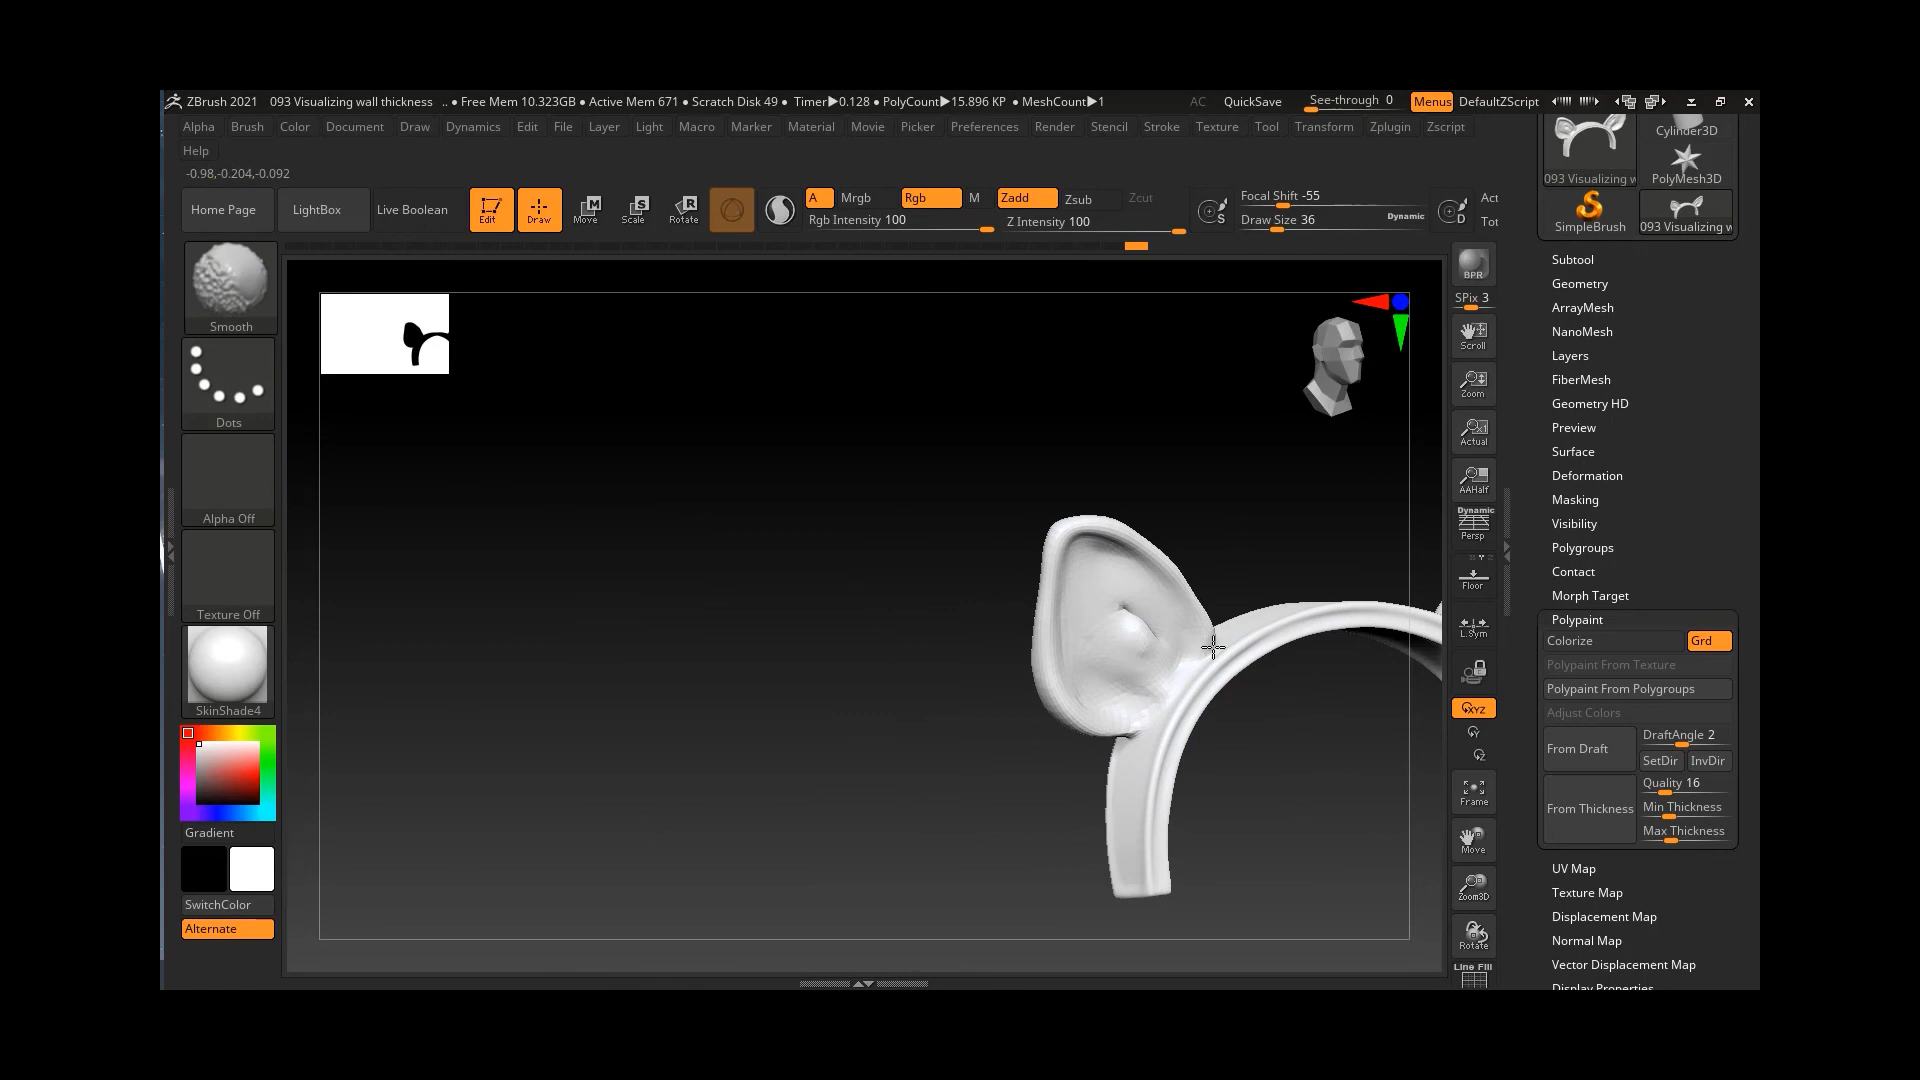 ZBrush 2021 093 Visualizing wall thickness .. ● Free Mem 10.323GB ● Active Mem 671 ● Scratch Disk 49 ● Timer▶0.128 ● PolyCount▶15.896 KP ● MeshCount▶1 AC QuickSave See-through 0 Menus DefaultZScript
Alpha Brush Color Document Draw Dynamics Edit File Layer Light Macro Marker Material Movie Picker Preferences Render Stencil Stroke Texture Tool Transform Zplugin Zscript
Help
-0.98,-0.204,-0.092
Home Page LightBox Live Boolean Edit Draw Move Scale Rotate
A Mrgb Rgb M Zadd Zsub Zcut
Rgb Intensity 100 Z Intensity 100
S Focal Shift -55
Draw Size 36 Dynamic
D Act
Tot
Smooth
Dots
Alpha Off
Texture Off
SkinShade4
Gradient
SwitchColor
Alternate
BPR
SPix 3
Scroll
Zoom
Actual
AAHalf
Dynamic
Persp
Floor
L.Sym
XYZ
Y
Z
Frame
Move
Zoom3D
Rotate
Line Fill
Cylinder3D
093 Visualizing w PolyMesh3D
SimpleBrush 093 Visualizing w
Subtool
Geometry
ArrayMesh
NanoMesh
Layers
FiberMesh
Geometry HD
Preview
Surface
Deformation
Masking
Visibility
Polygroups
Contact
Morph Target
Polypaint
Colorize Grd
Polypaint From Texture
Polypaint From Polygroups
Adjust Colors
From Draft DraftAngle 2
SetDir InvDir
From Thickness Quality 16
Min Thickness
Max Thickness
UV Map
Texture Map
Displacement Map
Normal Map
Vector Displacement Map
Display Properties